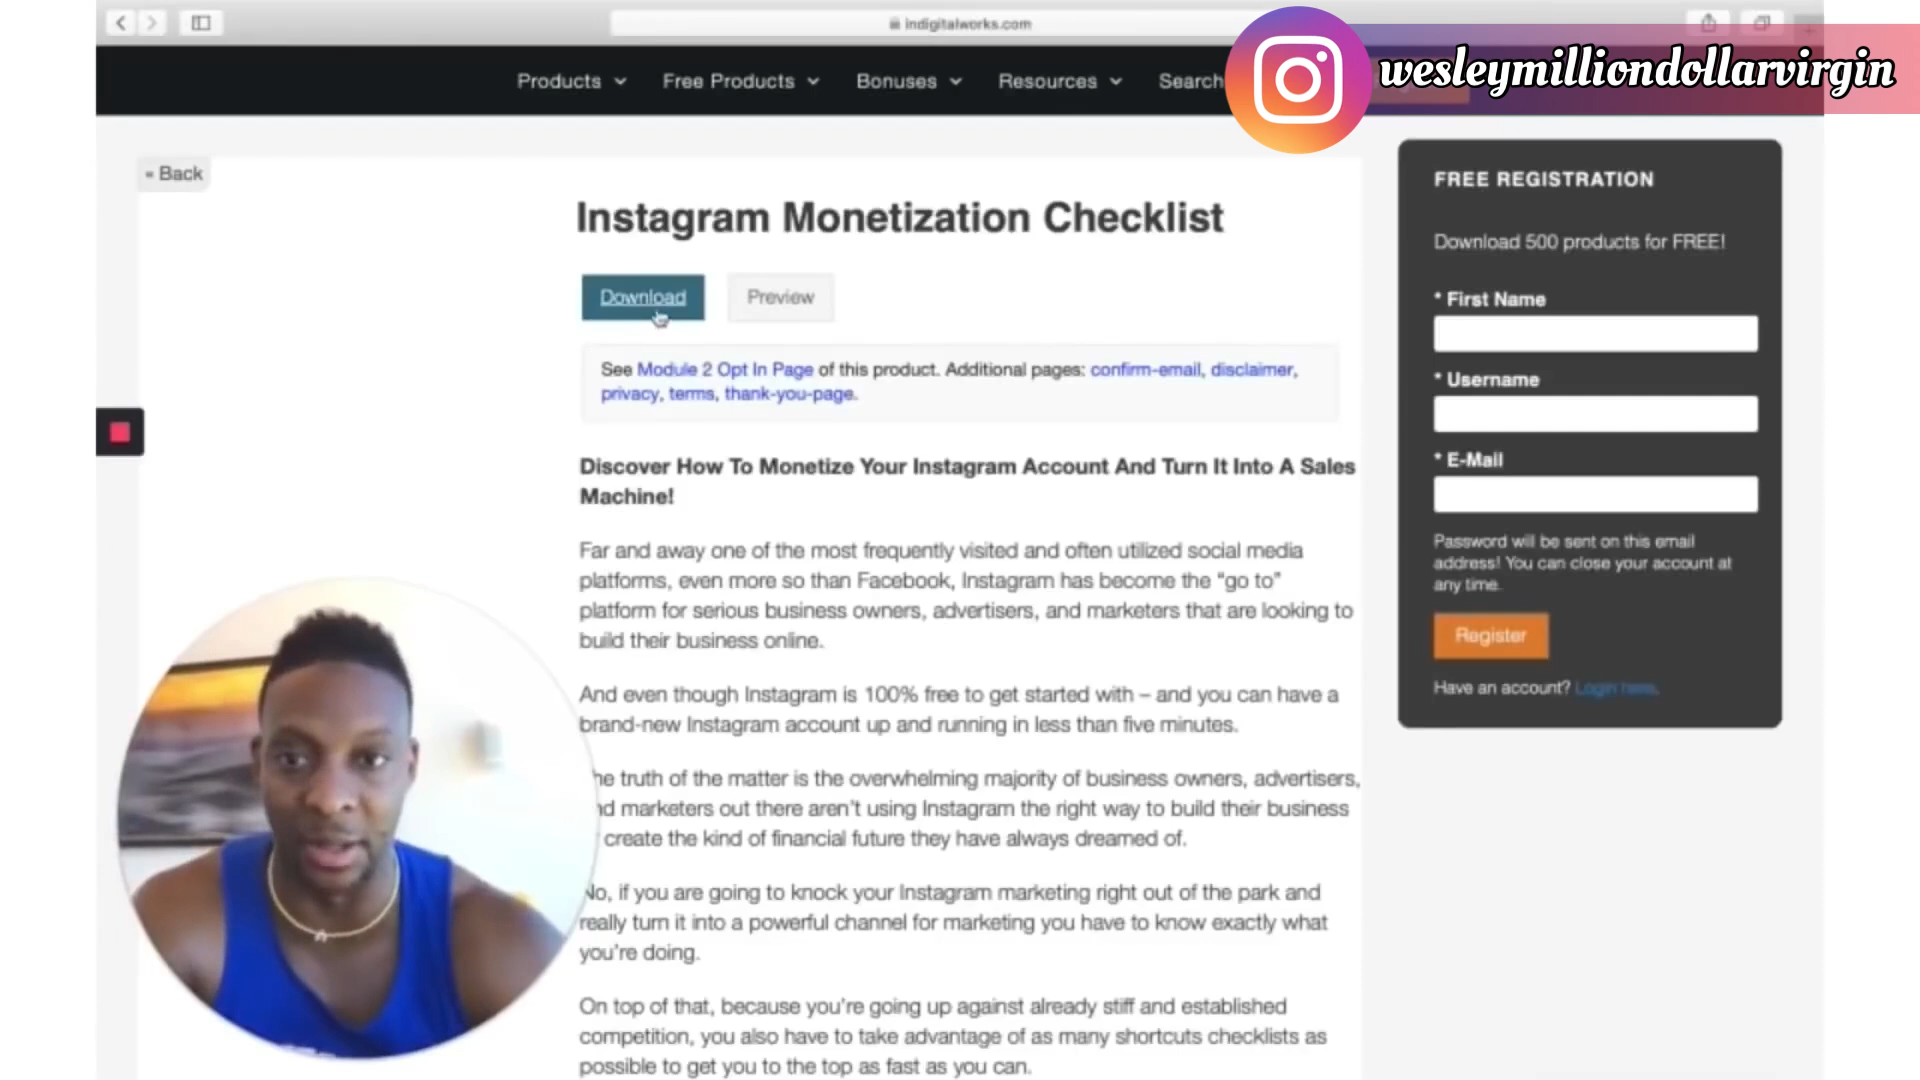 indigitalworks.com
wesleymilliondollarvirgin
Products
Free Products
Bonuses
Resources
Search
« Back
Instagram Monetization Checklist
Download
Preview
See Module 2 Opt In Page of this product. Additional pages: confirm-email, disclaimer,
privacy, terms, thank-you-page.
Discover How To Monetize Your Instagram Account And Turn It Into A Sales
Machine!
Far and away one of the most frequently visited and often utilized social media
platforms, even more so than Facebook, Instagram has become the “go to”
platform for serious business owners, advertisers, and marketers that are looking to
build their business online.
And even though Instagram is 100% free to get started with – and you can have a
brand-new Instagram account up and running in less than five minutes.
he truth of the matter is the overwhelming majority of business owners, advertisers,
nd marketers out there aren’t using Instagram the right way to build their business
create the kind of financial future they have always dreamed of.
No, if you are going to knock your Instagram marketing right out of the park and
really turn it into a powerful channel for marketing you have to know exactly what
you’re doing.
On top of that, because you’re going up against already stiff and established
competition, you also have to take advantage of as many shortcuts checklists as
possible to get you to the top as fast as you can.
FREE REGISTRATION
Download 500 products for FREE!
* First Name
* Username
* E-Mail
Password will be sent on this email
address! You can close your account at
any time.
Register
Have an account? Login here.